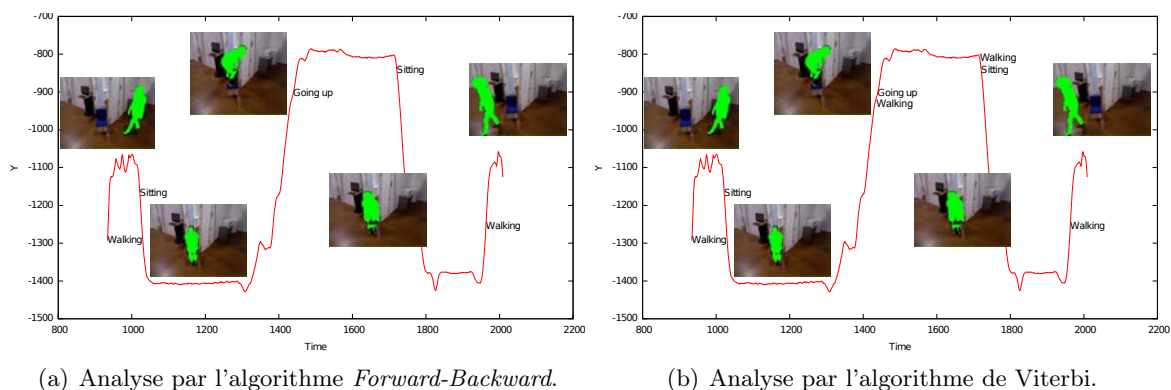 -700
-800
-900
-1000
-1100
-1200
-1300
-1400
-1500
Y
800
1000
1200
1400
1600
1800
2000
2200
Time
Walking
Sitting
Going up
Sitting
Walking
(a) Analyse par l'algorithme Forward-Backward.
-700
-800
-900
-1000
-1100
-1200
-1300
-1400
-1500
Y
800
1000
1200
1400
1600
1800
2000
2200
Time
Walking
Sitting
Going up
Walking
Walking
Sitting
Walking
(b) Analyse par l'algorithme de Viterbi.